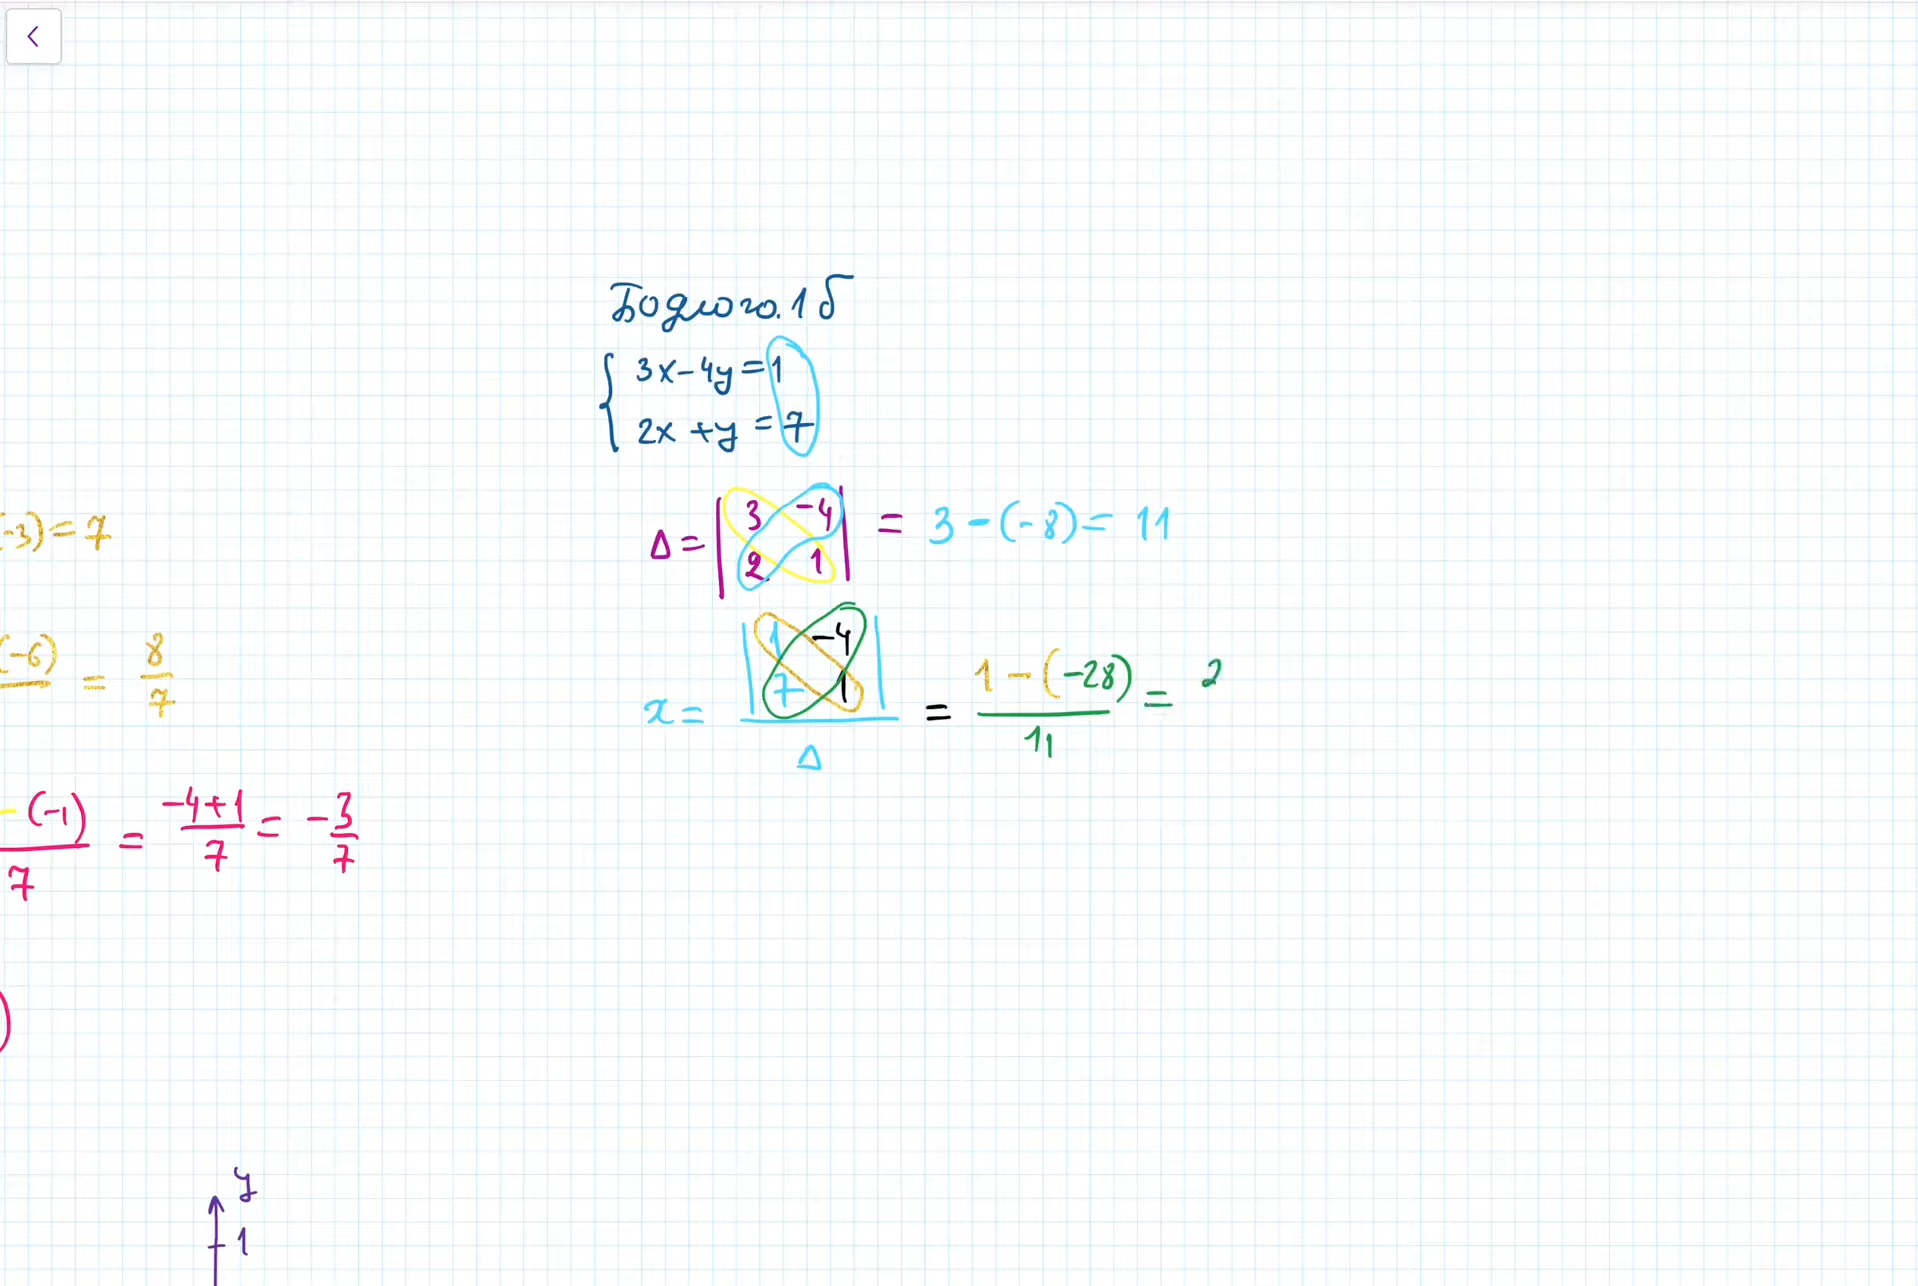 Бодлого. 1б
3x-4y=1
2x+y=7
-3)=7
Δ= | 3 -4 | = 3-(-8)= 11
| 2 1 |
(-6) = 8
7
x= | 1 -4 | = 1-(-28) = 2
| 7 1 | 11
Δ
-(-1) = -4+1 = -3
7 7 7
y
1